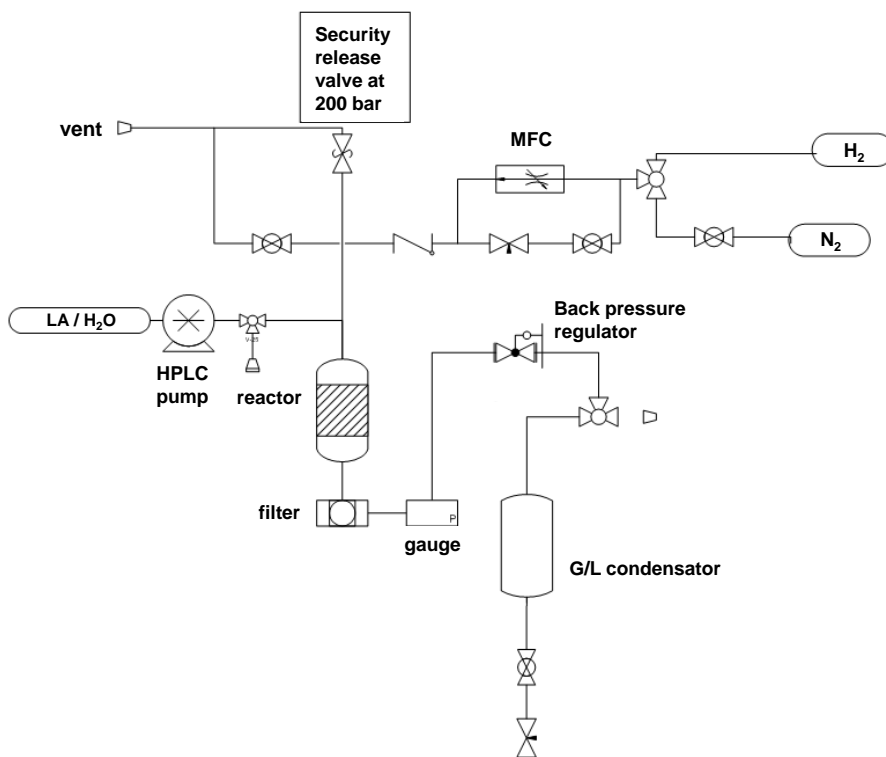 Security
release
valve at
200 bar
vent
MFC
H₂
N₂
LA / H₂O
V-25
HPLC
pump
reactor
Back pressure
regulator
filter
P
gauge
G/L condensator